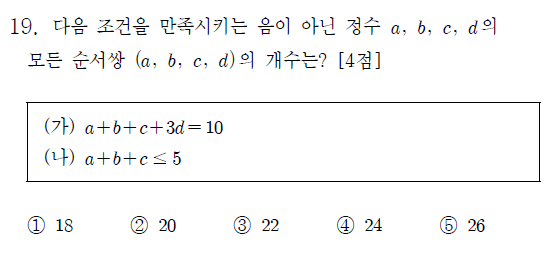 19. 다음 조건을 만족시키는 음이 아닌 정수 a, b, c, d의
모든 순서쌍 (a, b, c, d)의 개수는? [4점]
(가) a+b+c+3d=10
(나) a+b+c≤5
① 18 ② 20 ③ 22 ④ 24 ⑤ 26